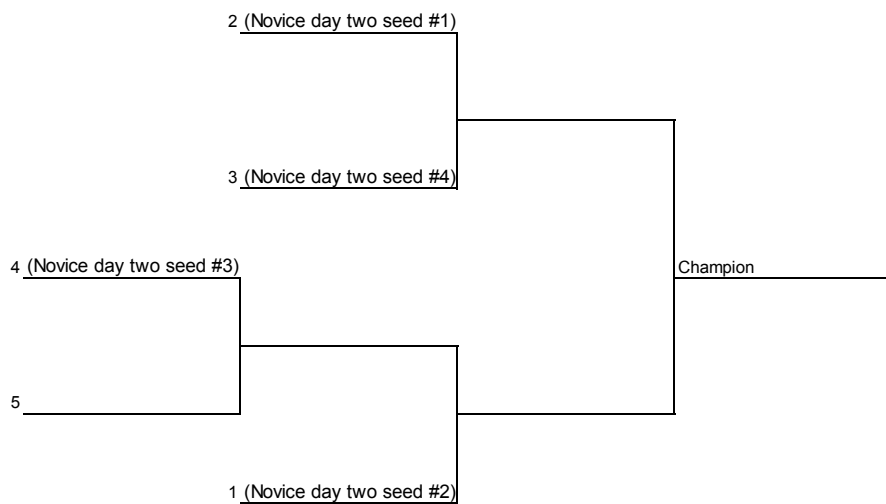 2 (Novice day two seed #1)
3 (Novice day two seed #4)
4 (Novice day two seed #3)
Champion
5
1 (Novice day two seed #2)